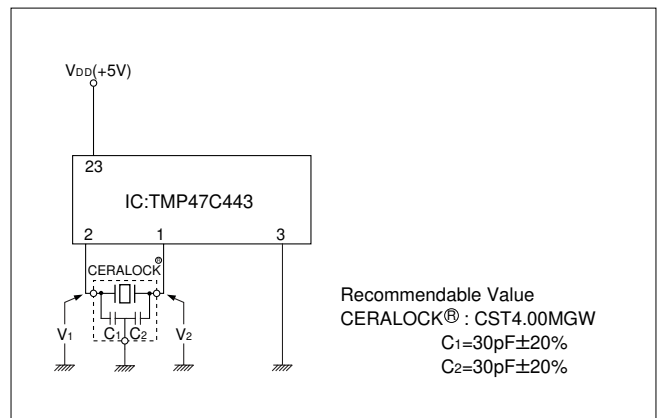 VDD(+5V)
23
IC:TMP47C443
2 1 3
CERALOCK®
V1 C1 C2 V2
Recommendable Value
CERALOCK® : CST4.00MGW
C1=30pF±20%
C2=30pF±20%